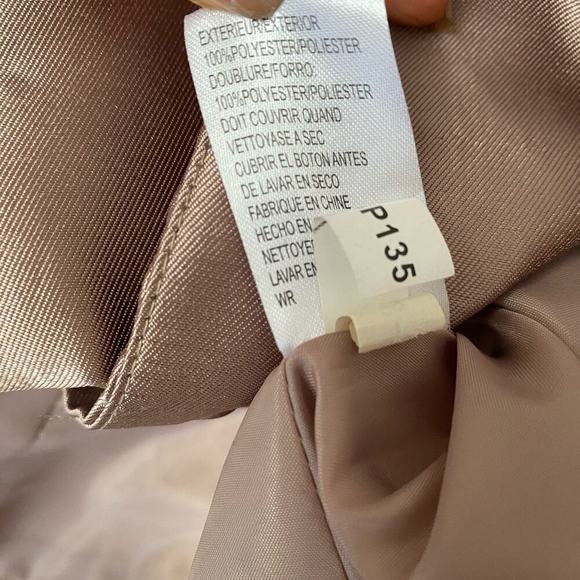 EXTERIEUR/EXTERIOR
100%POLYESTER/POLIESTER
DOUBLURE/FORRO:
100%POLYESTER/POLIESTER
DOIT COUVRIR QUAND
VETTOYASE A SEC
CUBRIR EL BOTON ANTES
DE LAVAR EN SECO
FABRIQUE EN CHINE
HECHO EN
NETTOYE
LAVAR EN
WR
P135